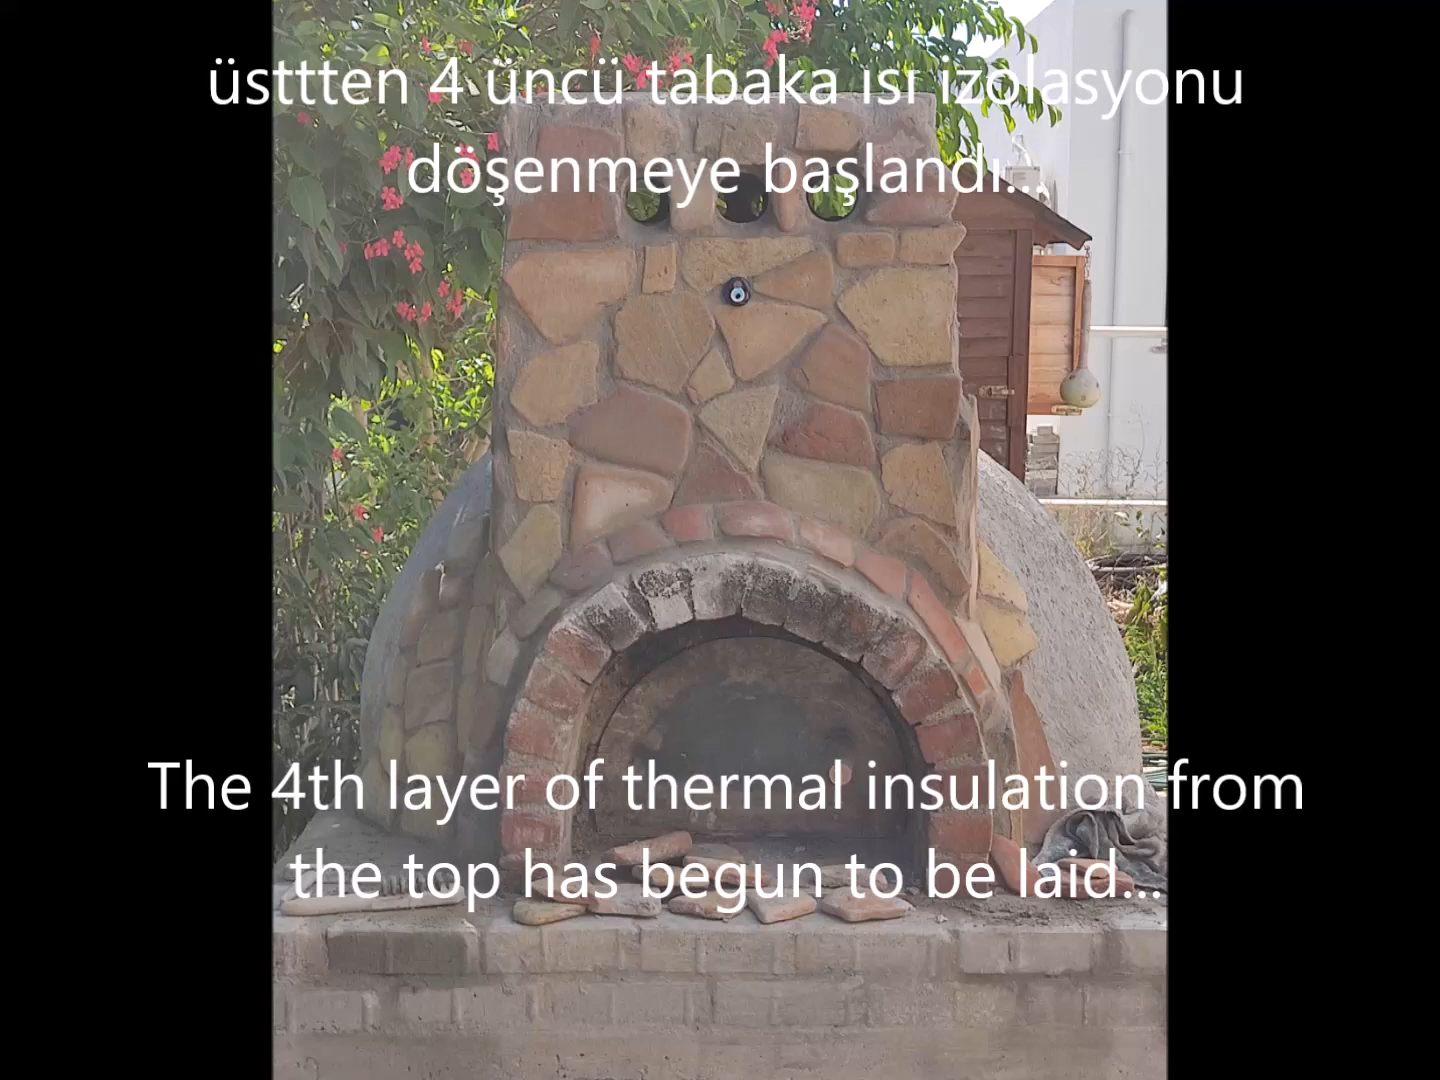 üsttten 4 üncü tabaka ısı izolasyonu
döşenmeye başlandı...
The 4th layer of thermal insulation from
the top has begun to be laid...